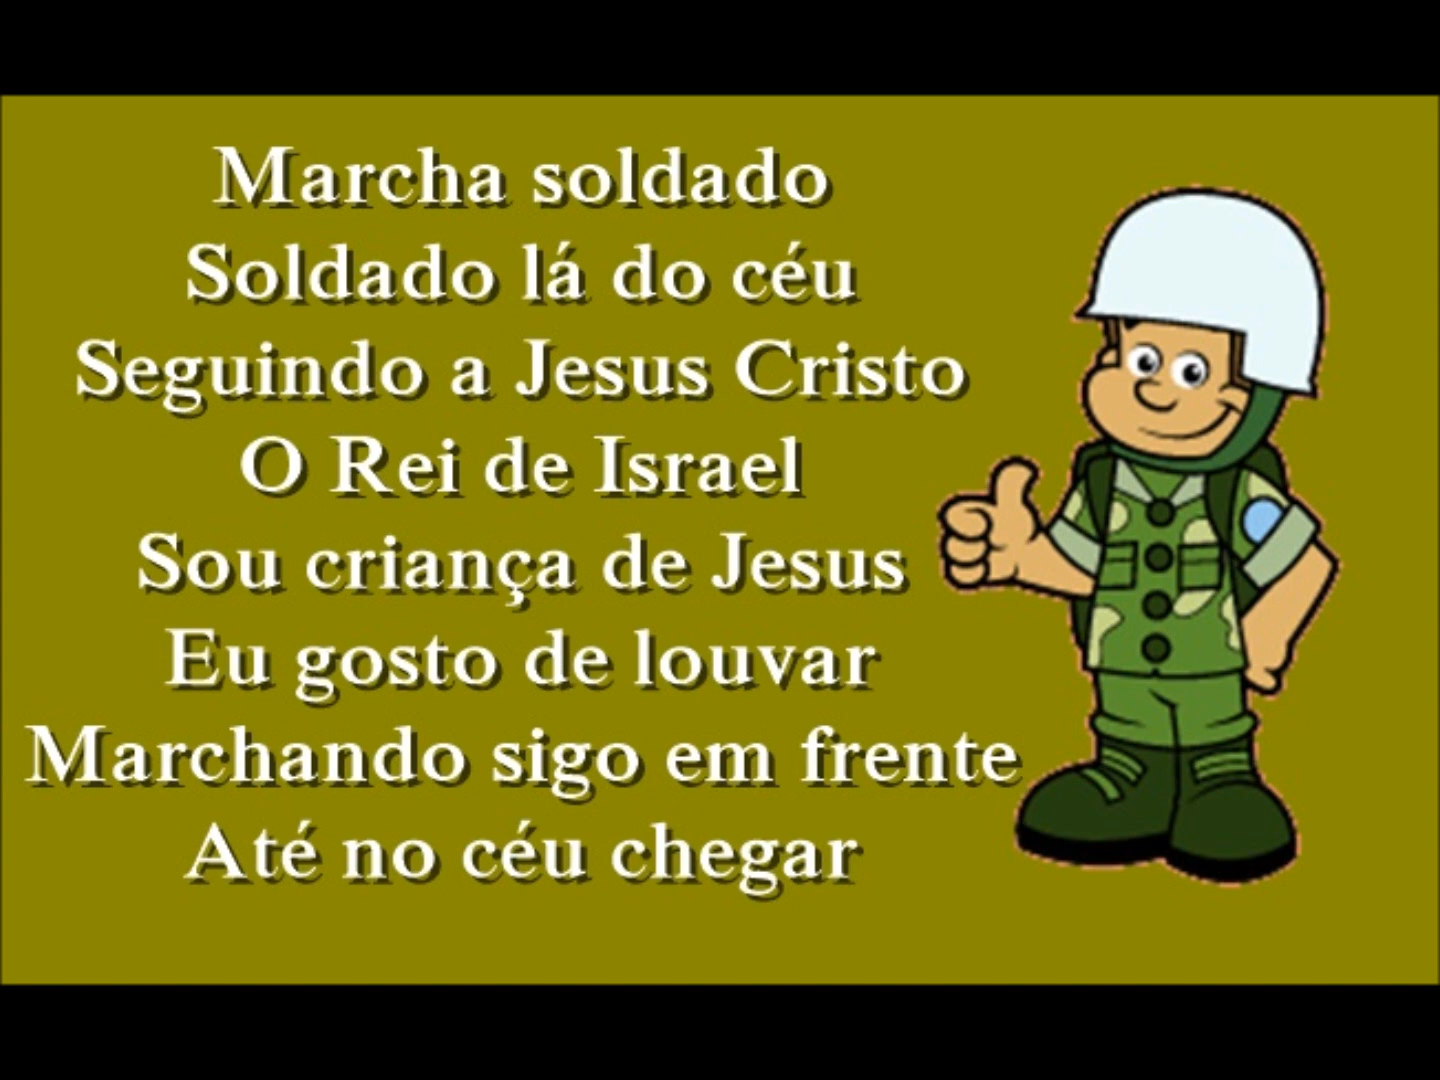 Marcha soldado
Soldado lá do céu
Seguindo a Jesus Cristo
O Rei de Israel
Sou criança de Jesus
Eu gosto de louvar
Marchando sigo em frente
Até no céu chegar